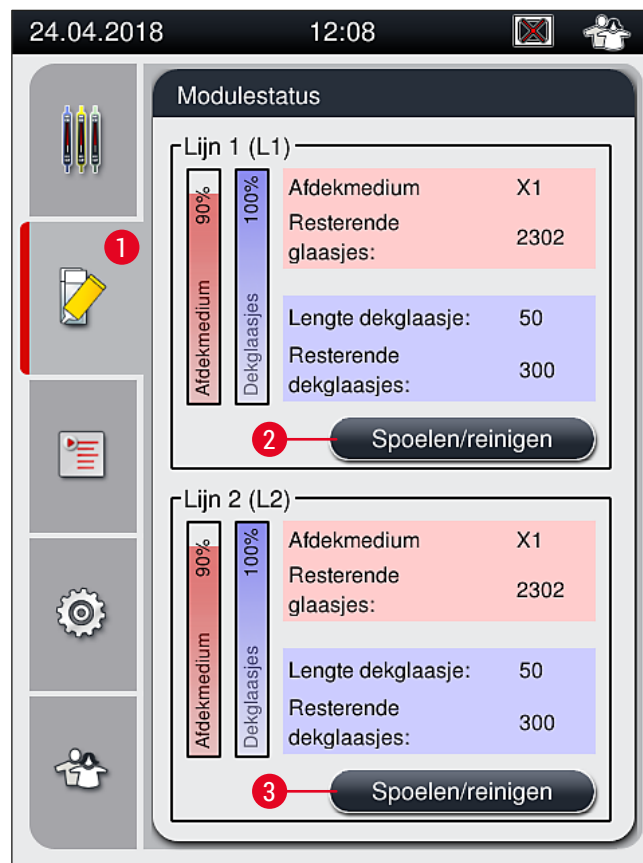 24.04.2018 12:08
Modulestatus
1
Lijn 1 (L1)
90%
Afdekmedium
100%
Dekglaasjes
Afdekmedium X1
Resterende
glaasjes: 2302
Lengte dekglaasje: 50
Resterende
dekglaasjes: 300
2
Spoelen/reinigen
Lijn 2 (L2)
90%
Afdekmedium
100%
Dekglaasjes
Afdekmedium X1
Resterende
glaasjes: 2302
Lengte dekglaasje: 50
Resterende
dekglaasjes: 300
3
Spoelen/reinigen